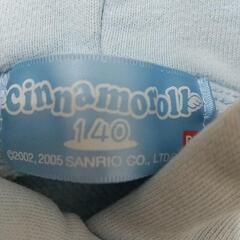 cinnamoroll
140
©2002, 2005 SANRIO CO., LTD.